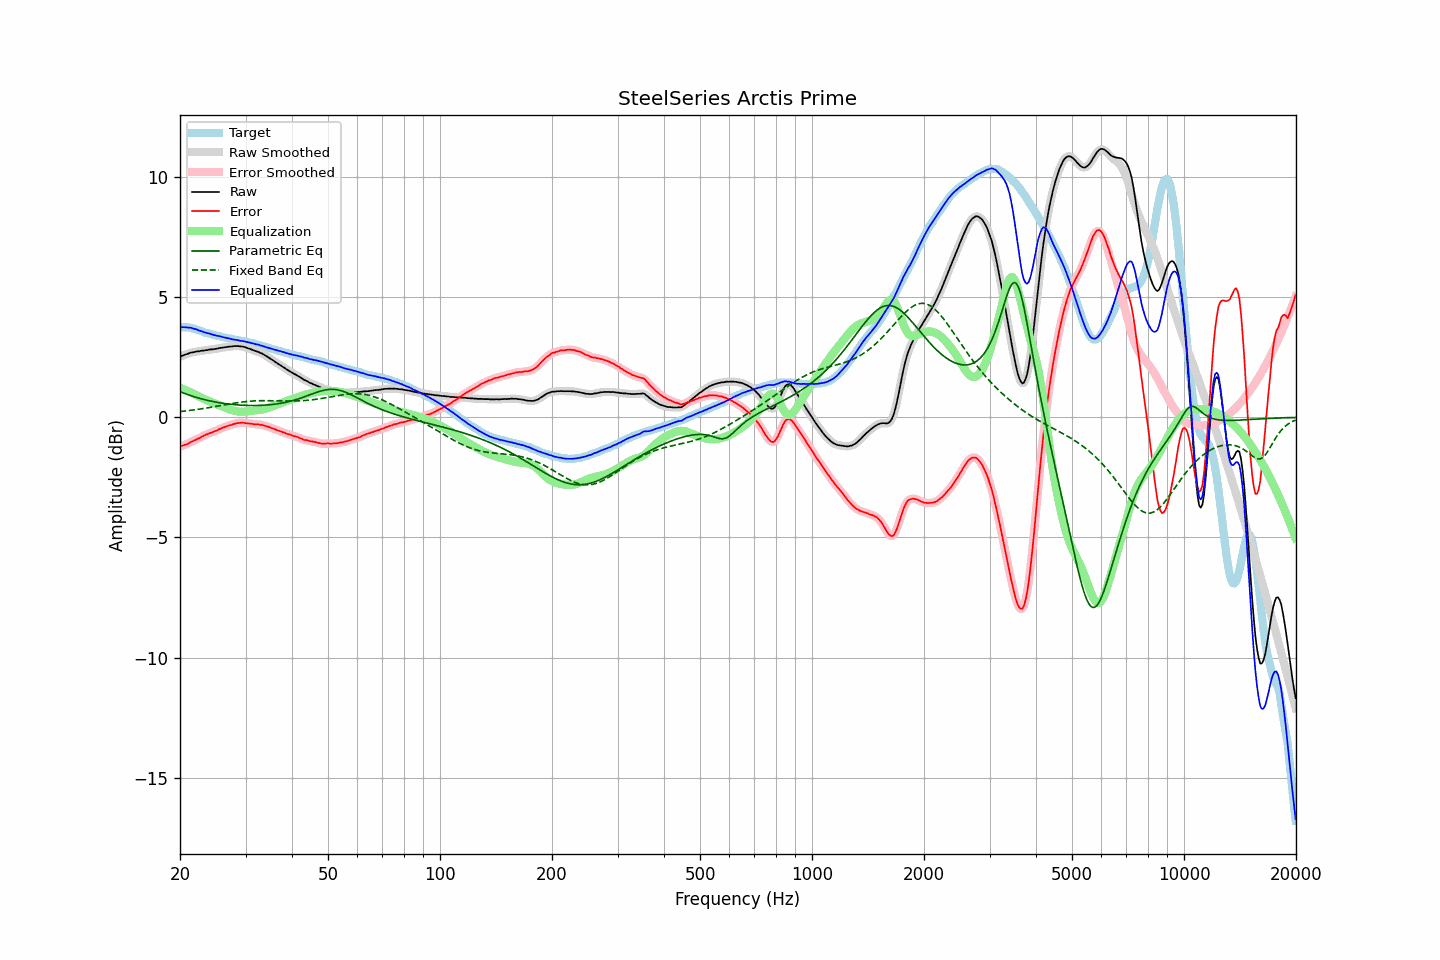 SteelSeries Arctis Prime
Target
Raw Smoothed
Error Smoothed
Raw
Error
Equalization
Parametric Eq
Fixed Band Eq
Equalized
10
5
0
−5
−10
−15
Amplitude (dBr)
20 50 100 200 500 1000 2000 5000 10000 20000
Frequency (Hz)